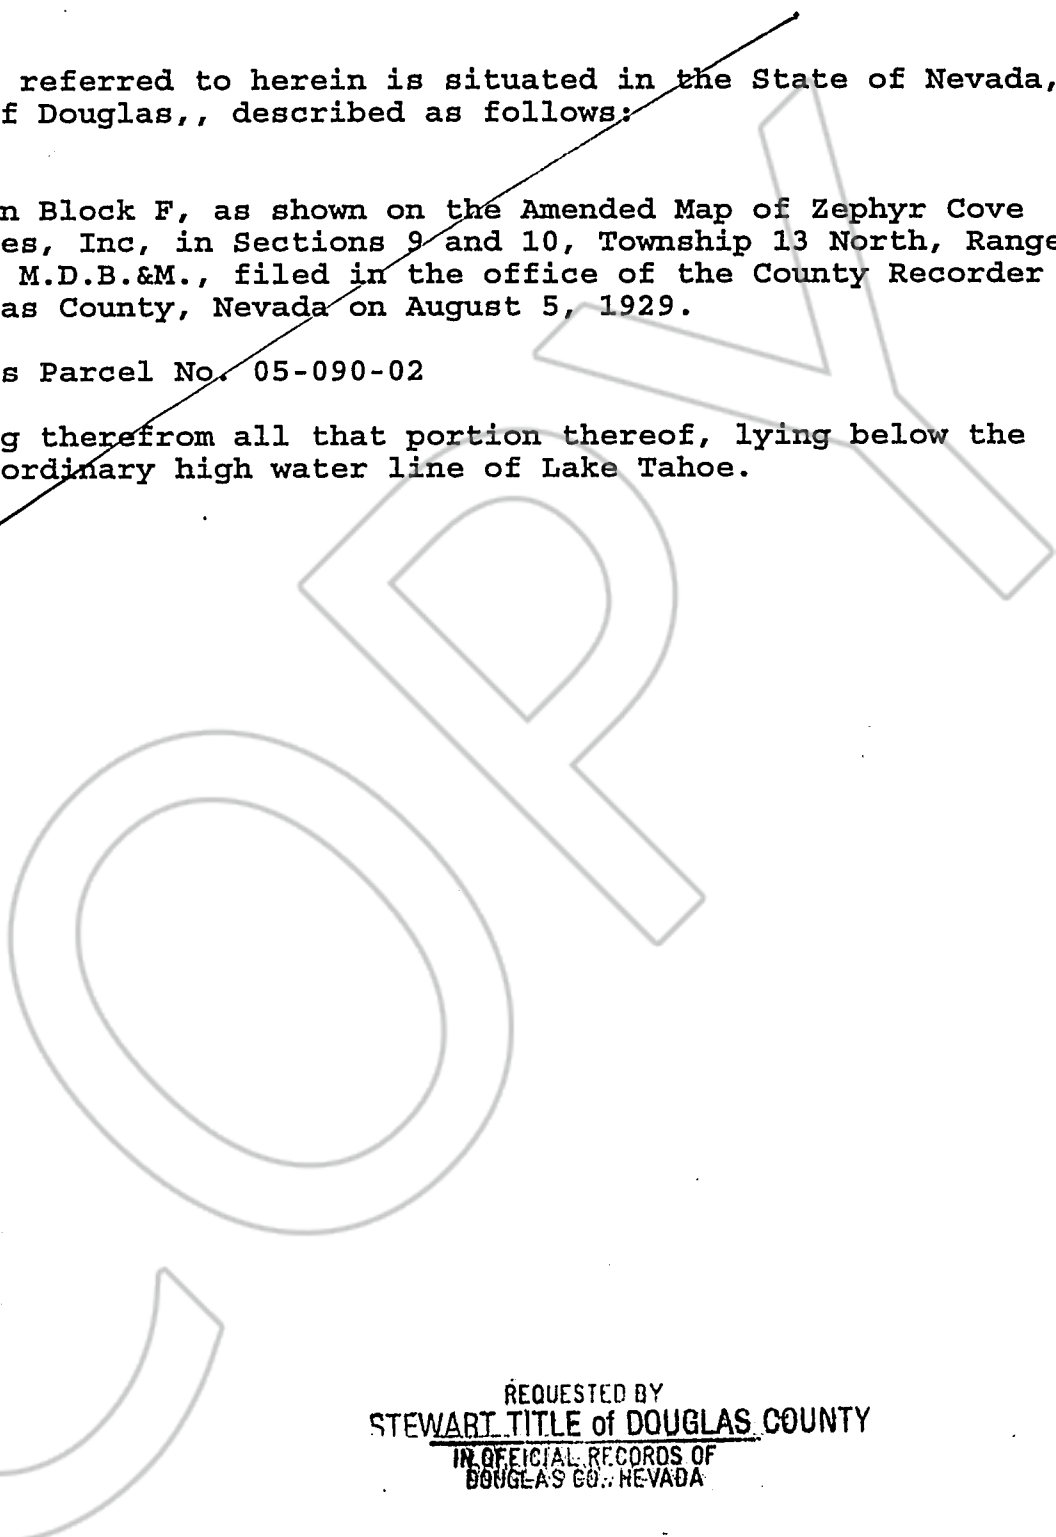 referred to herein is situated in the State of Nevada,
f Douglas,, described as follows:
n Block F, as shown on the Amended Map of Zephyr Cove
es, Inc, in Sections 9 and 10, Township 13 North, Range
M.D.B.&M., filed in the office of the County Recorder
as County, Nevada on August 5, 1929.
s Parcel No. 05-090-02
g therefrom all that portion thereof, lying below the
ordinary high water line of Lake Tahoe.
COPY
REQUESTED BY
STEWART TITLE of DOUGLAS COUNTY
IN OFFICIAL RECORDS OF
DOUGLAS CO., NEVADA